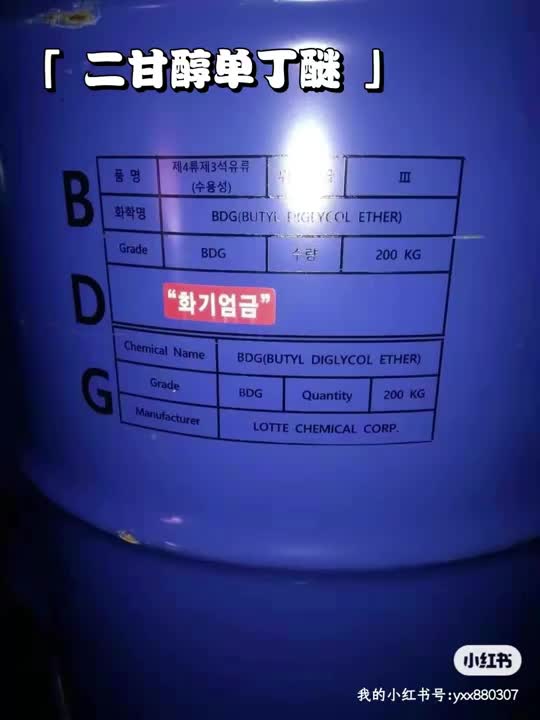 「 二甘醇单丁醚 」
B
D
G
품 명 제4류제3석유류 Ⅲ
(수용성)
화학명 BDG(BUTYL DIGLYCOL ETHER)
Grade BDG 수량 200 KG
“화기엄금”
Chemical Name BDG(BUTYL DIGLYCOL ETHER)
Grade BDG Quantity 200 KG
Manufacturer LOTTE CHEMICAL CORP.
小红书
我的小红书号:yxx880307